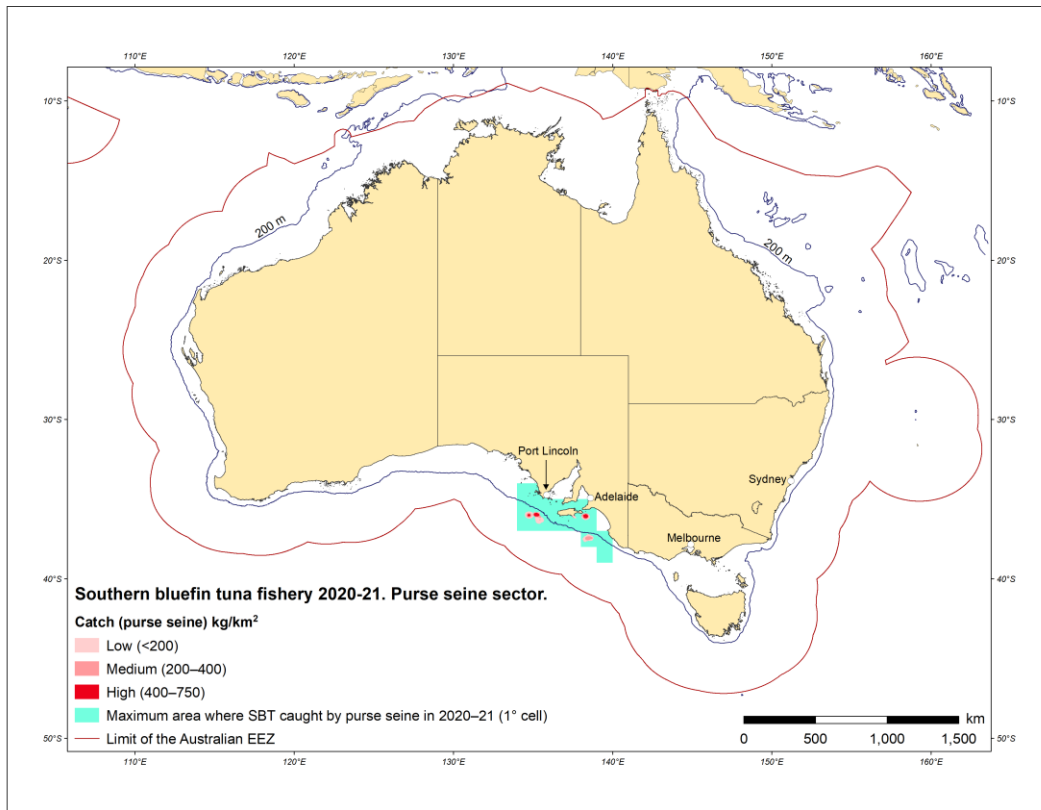 110°E 120°E 130°E 140°E 150°E 160°E
10°S 10°S
200 m 200 m
20°S 20°S
30°S 30°S
Port Lincoln
Sydney
Adelaide
Melbourne
40°S 40°S
Southern bluefin tuna fishery 2020-21. Purse seine sector.
Catch (purse seine) kg/km²
Low (<200)
Medium (200–400)
High (400–750)
Maximum area where SBT caught by purse seine in 2020–21 (1° cell)
Limit of the Australian EEZ
km
0 500 1,000 1,500
50°S 50°S
110°E 120°E 130°E 140°E 150°E 160°E